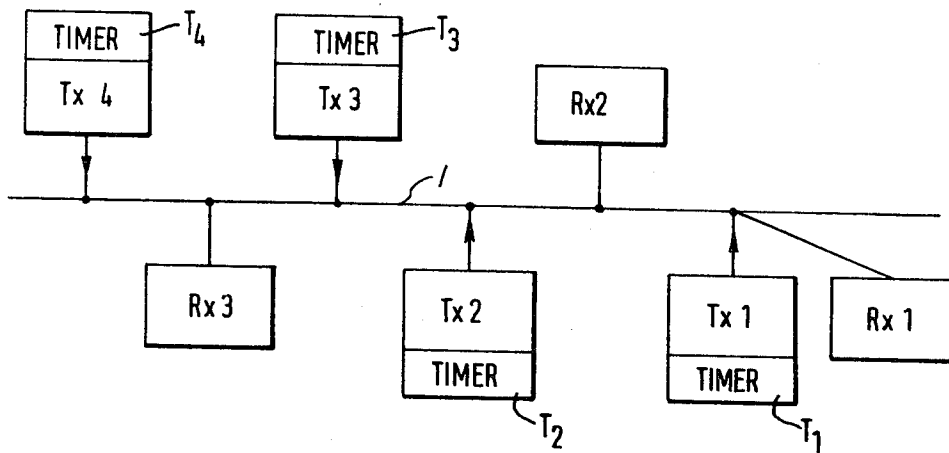 TIMER
T4
Tx 4
TIMER
T3
Tx 3
Rx2
1
Rx 3
Tx 2
TIMER
T2
Tx 1
TIMER
T1
Rx 1